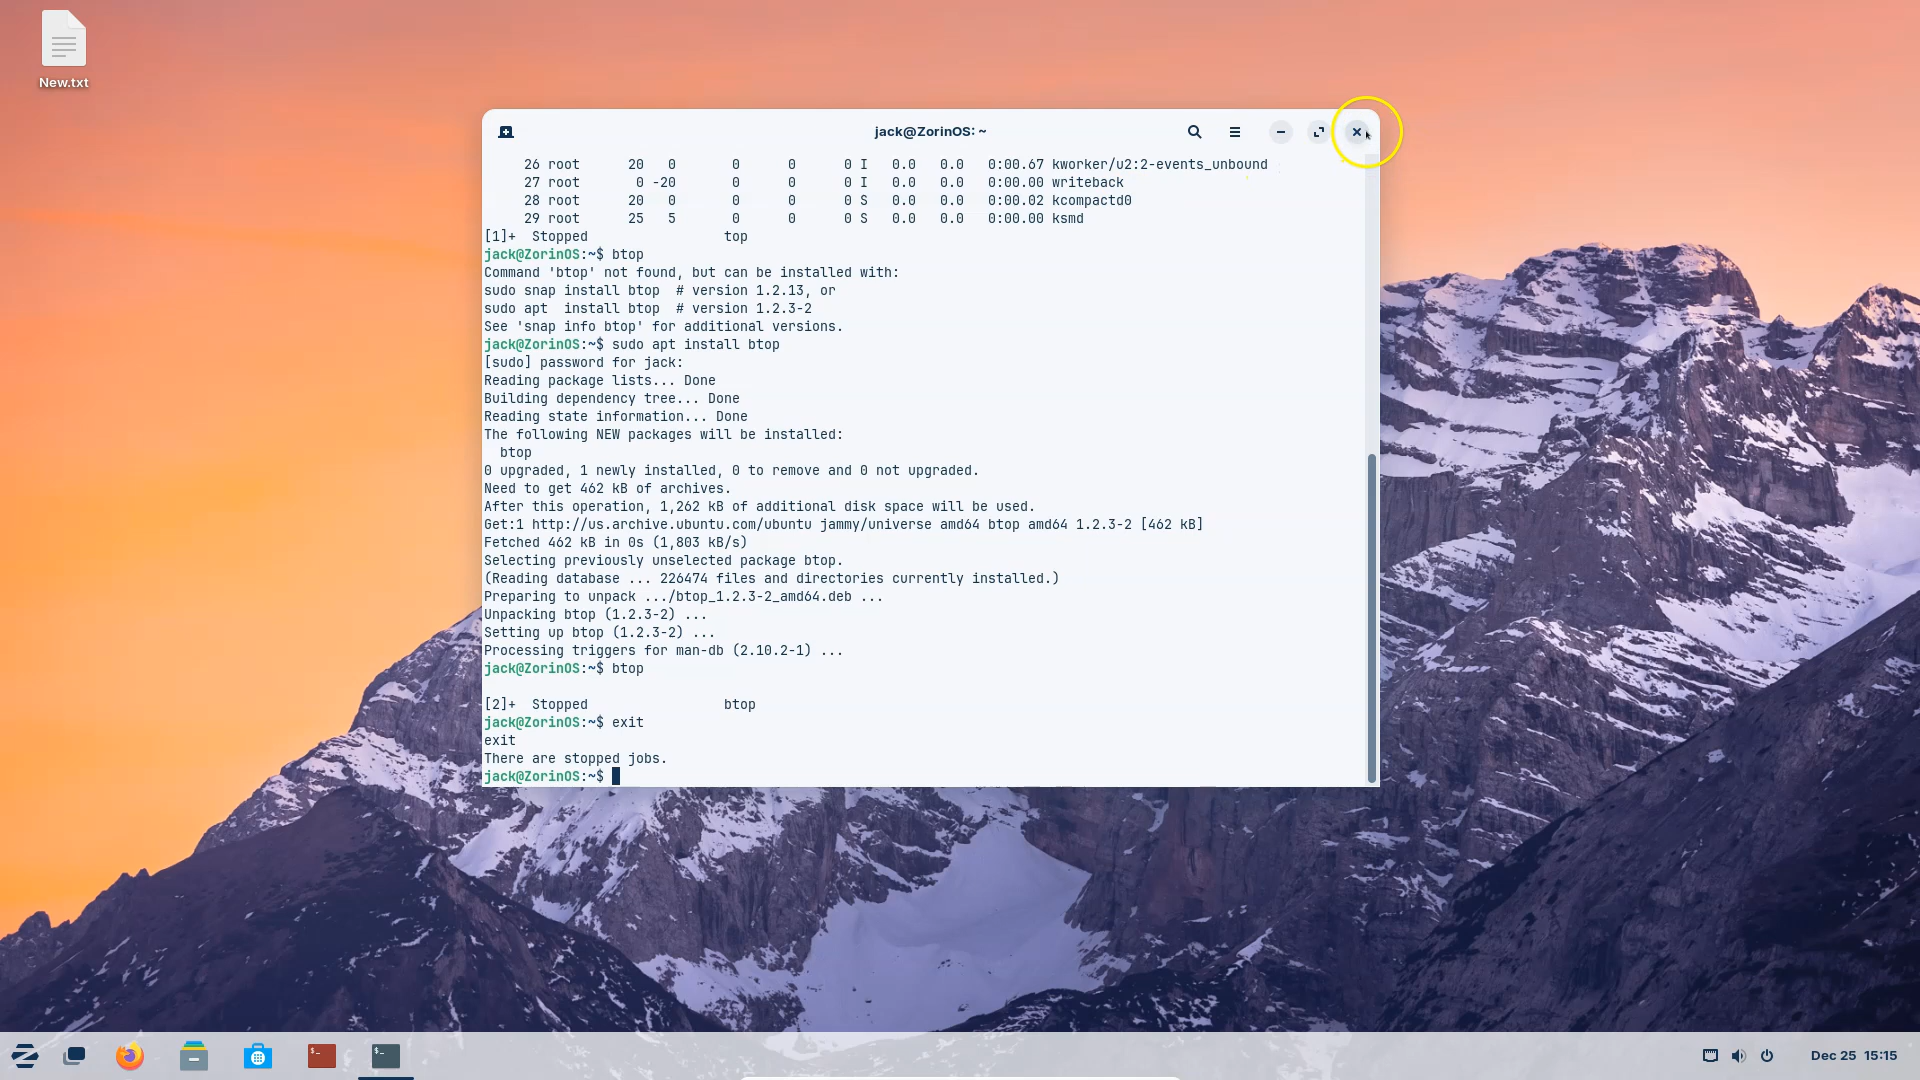 New.txt
jack@ZorinOS: ~
26 root 20 0 0 0 0 I 0.0 0.0 0:00.67 kworker/u2:2-events_unbound
27 root 0 -20 0 0 0 I 0.0 0.0 0:00.00 writeback
28 root 20 0 0 0 0 S 0.0 0.0 0:00.02 kcompactd0
29 root 25 5 0 0 0 S 0.0 0.0 0:00.00 ksmd
[1]+ Stopped top
jack@ZorinOS:~$ btop
Command 'btop' not found, but can be installed with:
sudo snap install btop # version 1.2.13, or
sudo apt install btop # version 1.2.3-2
See 'snap info btop' for additional versions.
jack@ZorinOS:~$ sudo apt install btop
[sudo] password for jack:
Reading package lists... Done
Building dependency tree... Done
Reading state information... Done
The following NEW packages will be installed:
btop
0 upgraded, 1 newly installed, 0 to remove and 0 not upgraded.
Need to get 462 kB of archives.
After this operation, 1,262 kB of additional disk space will be used.
Get:1 http://us.archive.ubuntu.com/ubuntu jammy/universe amd64 btop amd64 1.2.3-2 [462 kB]
Fetched 462 kB in 0s (1,803 kB/s)
Selecting previously unselected package btop.
(Reading database ... 226474 files and directories currently installed.)
Preparing to unpack .../btop_1.2.3-2_amd64.deb ...
Unpacking btop (1.2.3-2) ...
Setting up btop (1.2.3-2) ...
Processing triggers for man-db (2.10.2-1) ...
jack@ZorinOS:~$ btop
[2]+ Stopped btop
jack@ZorinOS:~$ exit
exit
There are stopped jobs.
jack@ZorinOS:~$
Dec 25 15:15